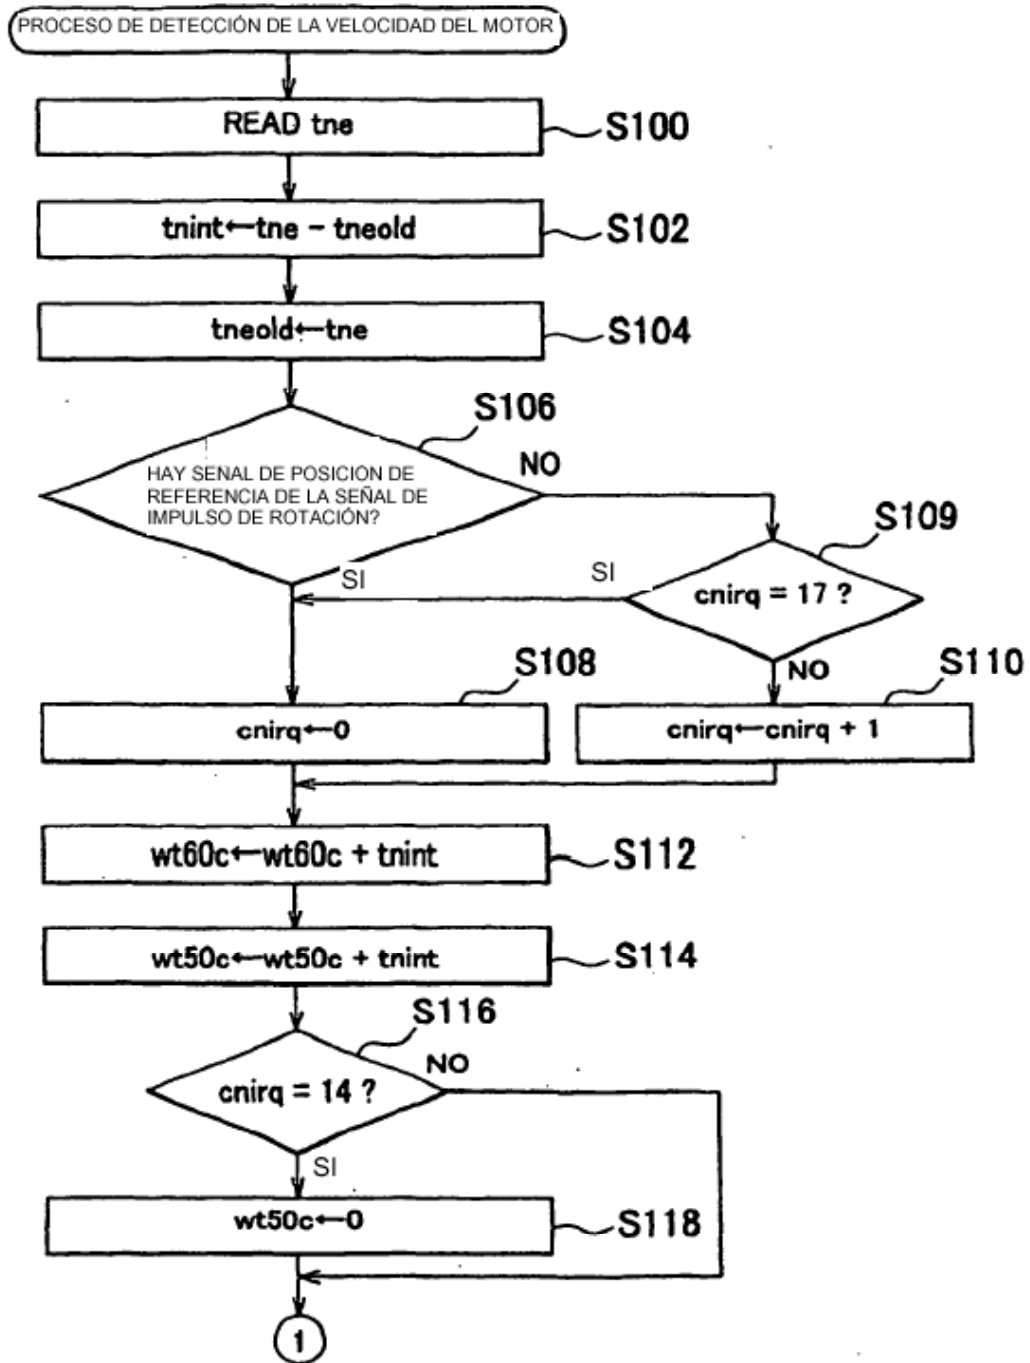 PROCESO DE DETECCIÓN DE LA VELOCIDAD DEL MOTOR
READ tne
S100
tnint←tne - tneold
S102
tneold←tne
S104
S106
HAY SENAL DE POSICION DE
REFERENCIA DE LA SEÑAL DE
IMPULSO DE ROTACIÓN?
NO
SI
S109
cnirq = 17 ?
SI
NO
S108
cnirq←0
S110
cnirq←cnirq + 1
wt60c←wt60c + tnint
S112
wt50c←wt50c + tnint
S114
S116
cnirq = 14 ?
NO
SI
wt50c←0
S118
1